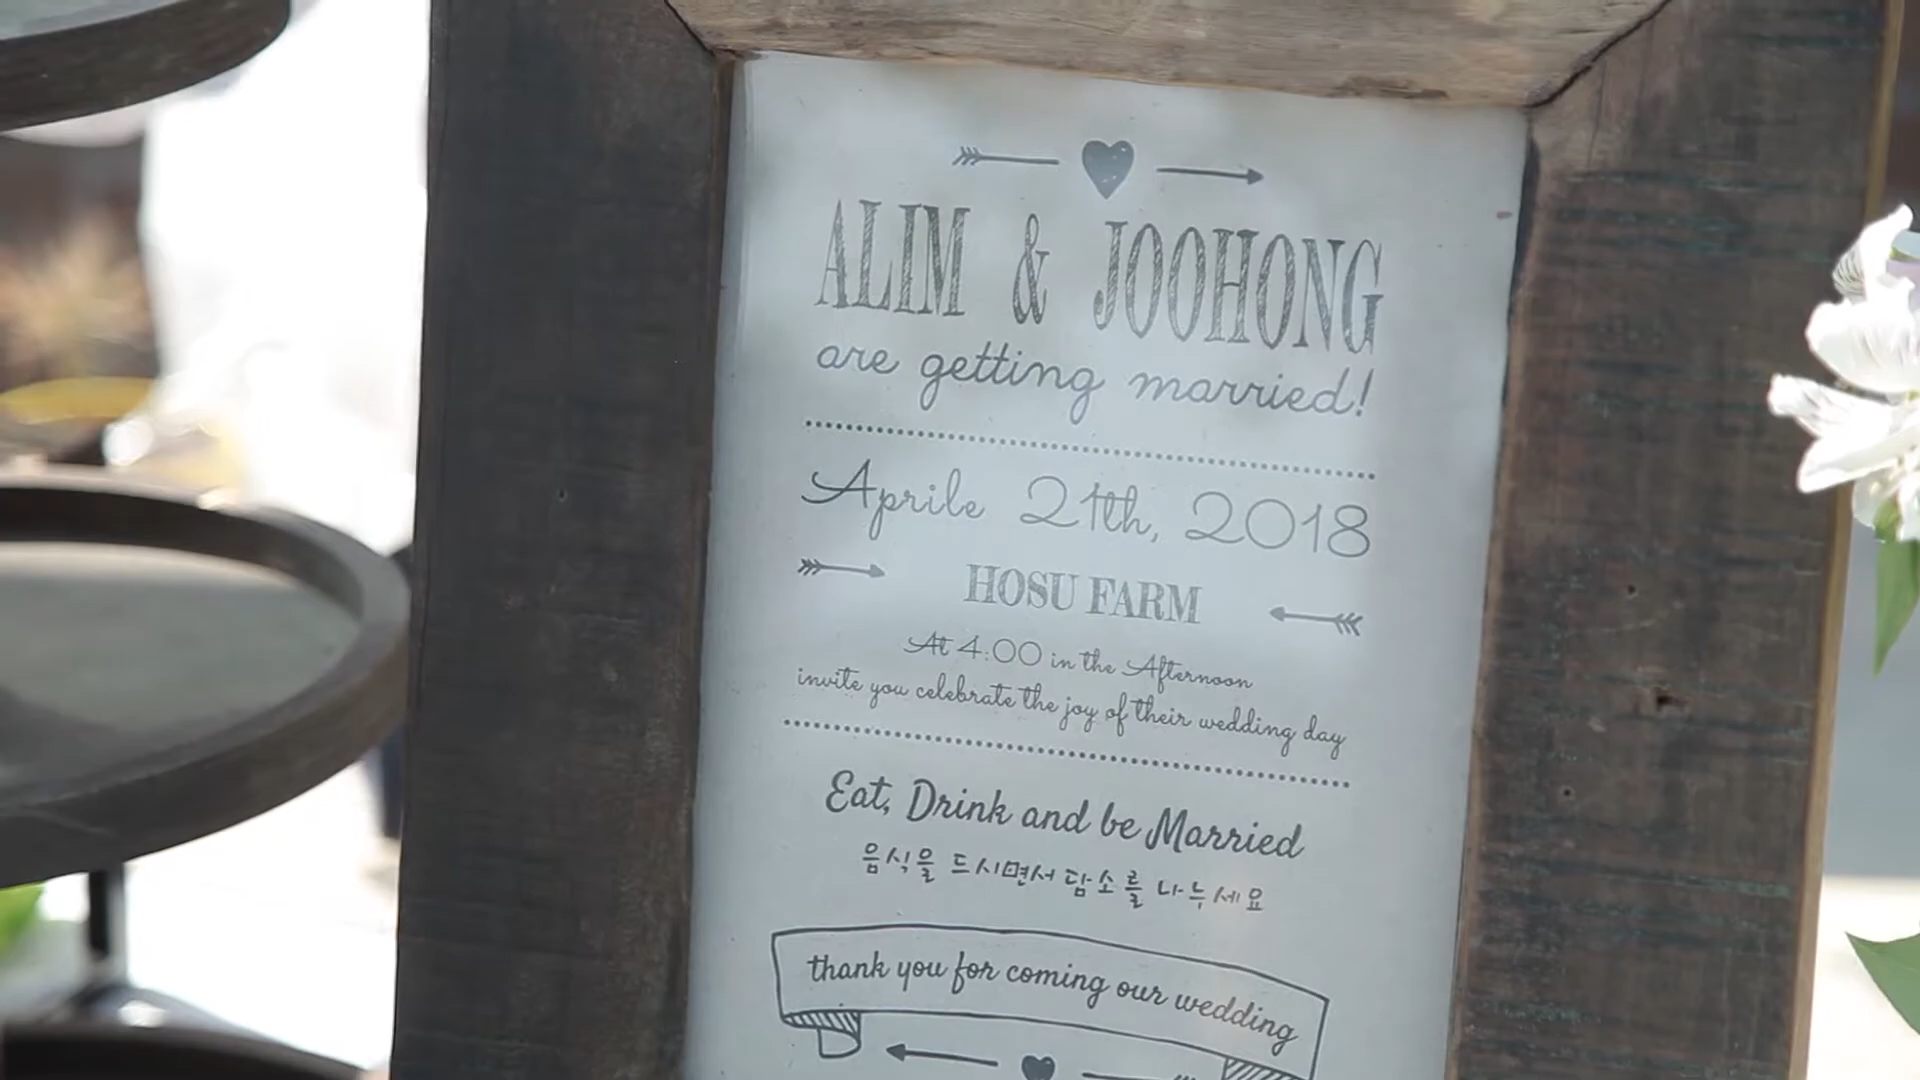 ALIM & JOOHONG
are getting married!
Aprile 21th, 2018
HOSU FARM
At 4:00 in the Afternoon
invite you celebrate the joy of their wedding day
Eat, Drink and be Married
음식을 드시면서 담소를 나누세요
thank you for coming our wedding